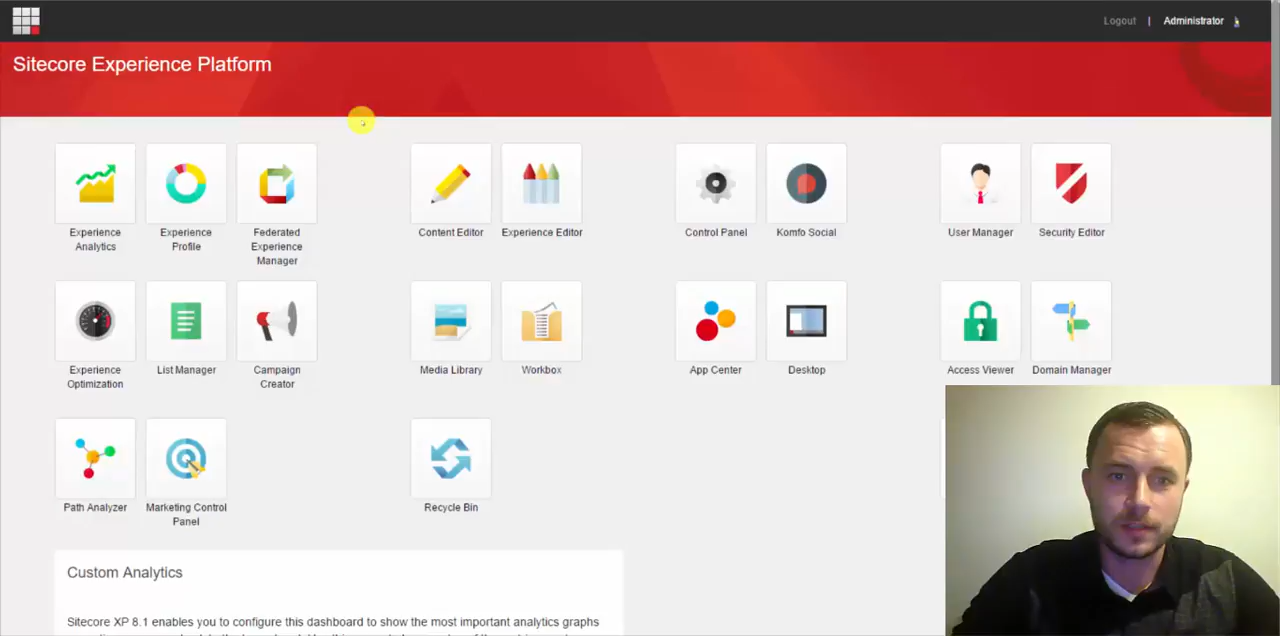 Logout | Administrator
Sitecore Experience Platform
Experience
Analytics
Experience
Profile
Federated
Experience
Manager
Content Editor
Experience Editor
Control Panel
Komfo Social
User Manager
Security Editor
Experience
Optimization
List Manager
Campaign
Creator
Media Library
Workbox
App Center
Desktop
Access Viewer
Domain Manager
Path Analyzer
Marketing Control
Panel
Recycle Bin
Custom Analytics
Sitecore XP 8.1 enables you to configure this dashboard to show the most important analytics graphs